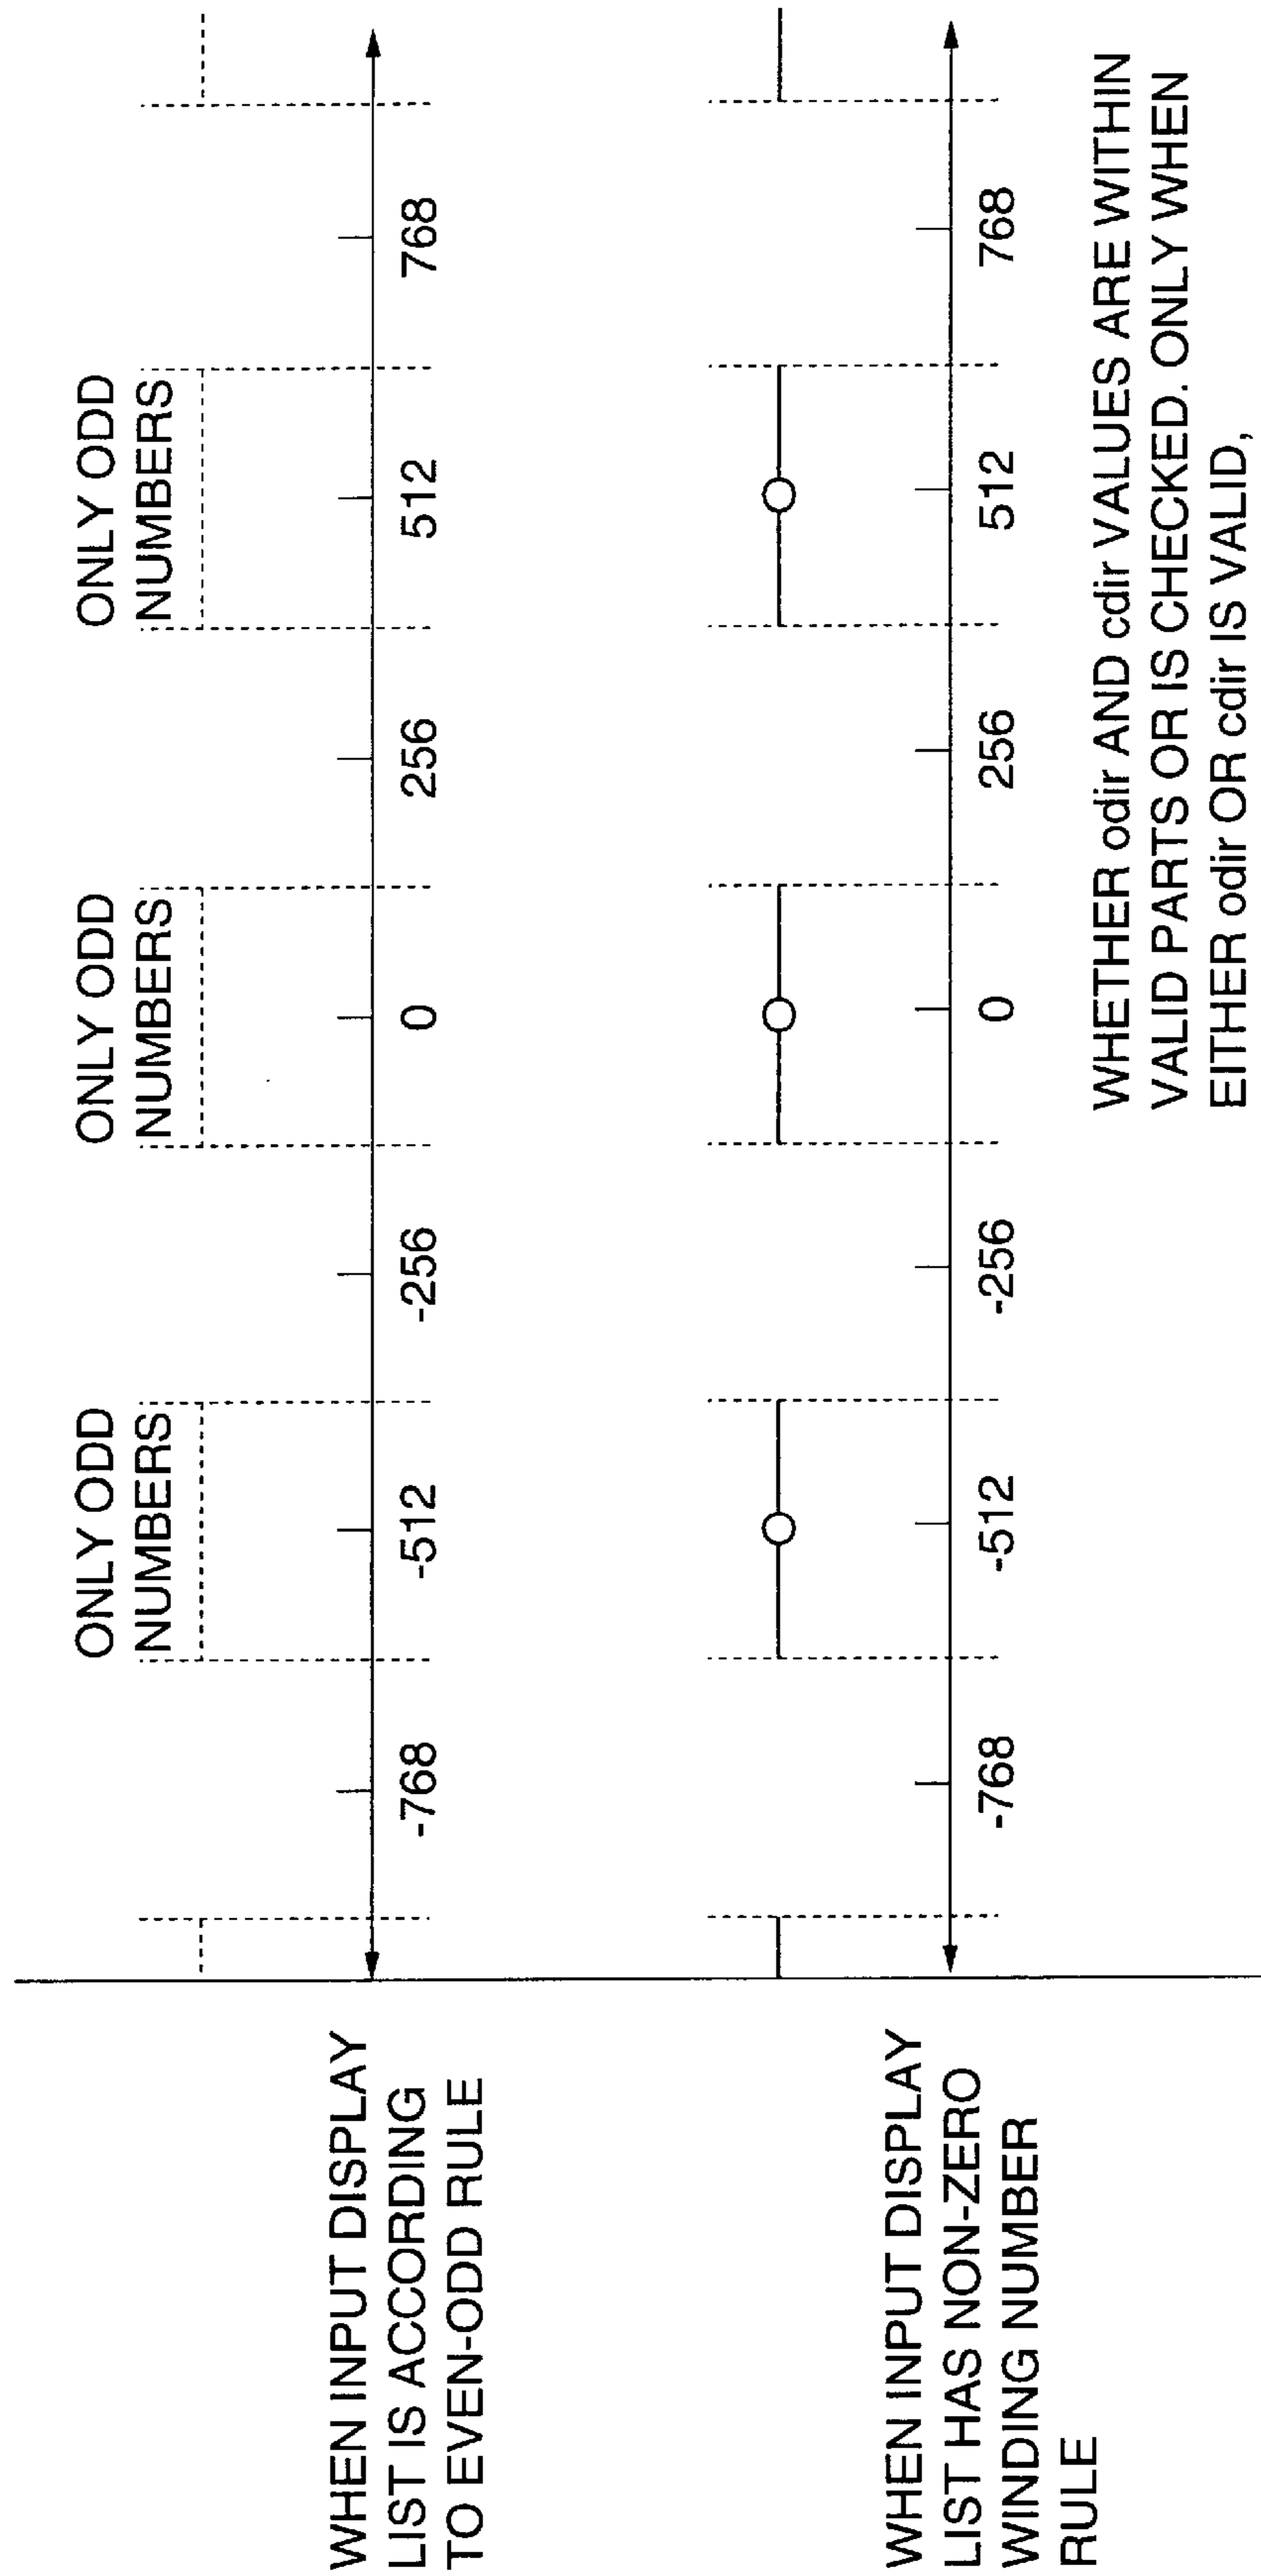 WHEN INPUT DISPLAY
LIST IS ACCORDING
TO EVEN-ODD RULE
ONLY ODD
NUMBERS
ONLY ODD
NUMBERS
ONLY ODD
NUMBERS
-768
-512
-256
0
256
512
768
WHEN INPUT DISPLAY
LIST HAS NON-ZERO
WINDING NUMBER
RULE
-768
-512
-256
0
256
512
768
WHETHER odir AND cdir VALUES ARE WITHIN
VALID PARTS OR IS CHECKED. ONLY WHEN
EITHER odir OR cdir IS VALID,